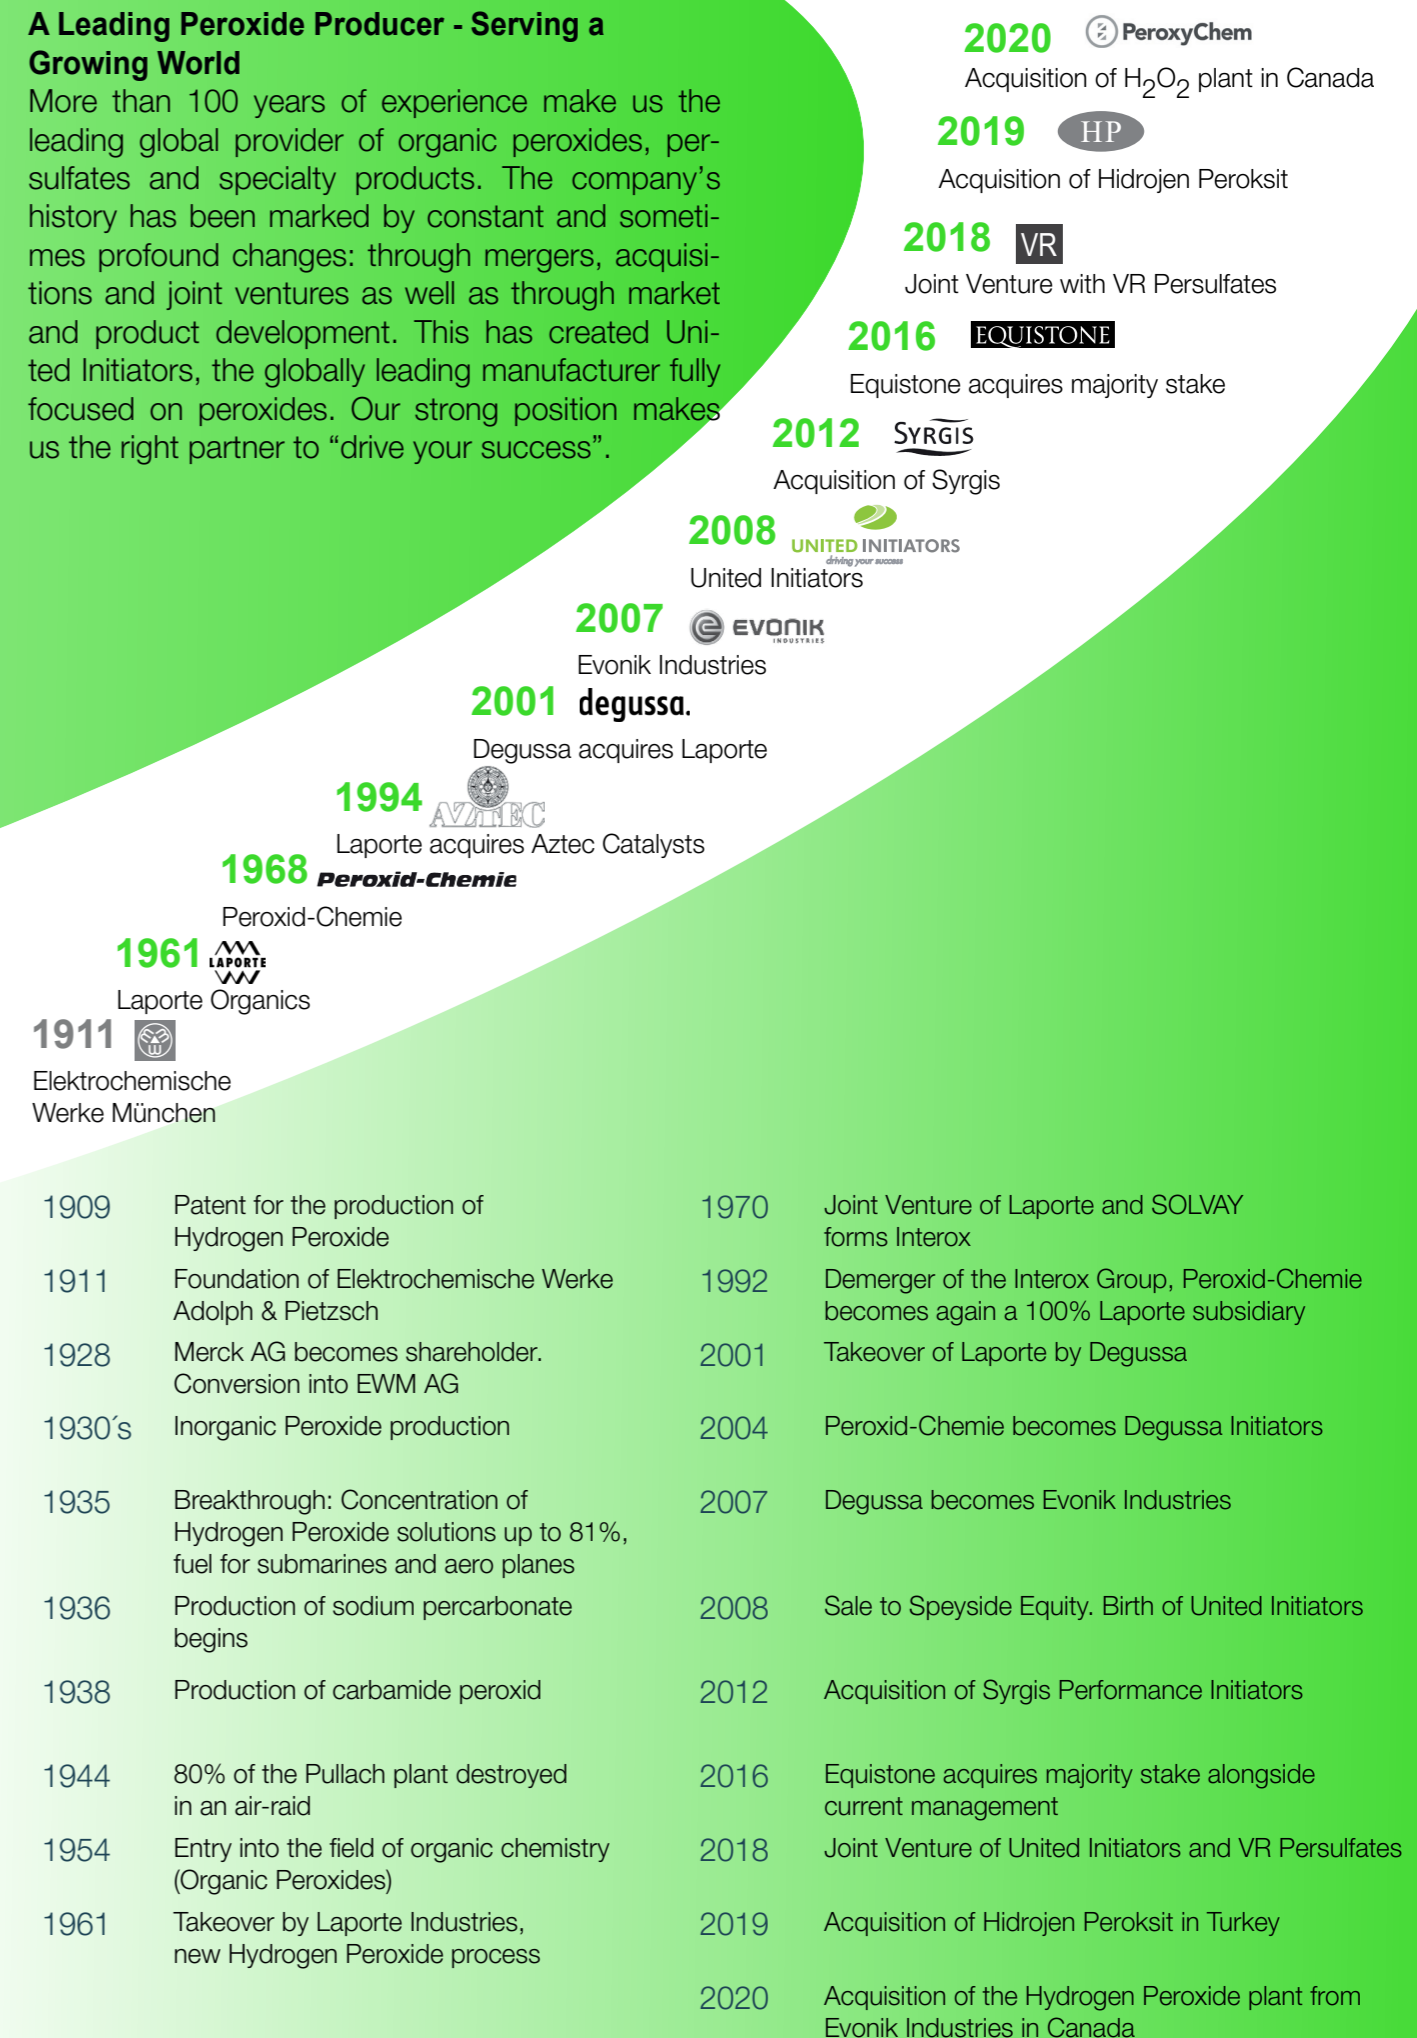 A Leading Peroxide Producer - Serving a
Growing World
More than 100 years of experience make us the
leading global provider of organic peroxides, per-
sulfates and specialty products. The company’s
history has been marked by constant and someti-
mes profound changes: through mergers, acquisi-
tions and joint ventures as well as through market
and product development. This has created Uni-
ted Initiators, the globally leading manufacturer fully
focused on peroxides. Our strong position makes
us the right partner to “drive your success”.
2020 PeroxyChem
Acquisition of H2O2 plant in Canada
2019 HP
Acquisition of Hidrojen Peroksit
2018 VR
Joint Venture with VR Persulfates
2016 EQUISTONE
Equistone acquires majority stake
2012 SYRGIS
Acquisition of Syrgis
2008 UNITED INITIATORS
driving your success
United Initiators
2007 EVONIK
INDUSTRIES
Evonik Industries
2001 degussa.
Degussa acquires Laporte
1994 AZTEC
Laporte acquires Aztec Catalysts
1968 Peroxid-Chemie
Peroxid-Chemie
1961 LAPORTE
Laporte Organics
1911
Elektrochemische
Werke München
1909 Patent for the production of
Hydrogen Peroxide
1911 Foundation of Elektrochemische Werke
Adolph & Pietzsch
1928 Merck AG becomes shareholder.
Conversion into EWM AG
1930´s Inorganic Peroxide production
1935 Breakthrough: Concentration of
Hydrogen Peroxide solutions up to 81%,
fuel for submarines and aero planes
1936 Production of sodium percarbonate
begins
1938 Production of carbamide peroxid
1944 80% of the Pullach plant destroyed
in an air-raid
1954 Entry into the field of organic chemistry
(Organic Peroxides)
1961 Takeover by Laporte Industries,
new Hydrogen Peroxide process
1970 Joint Venture of Laporte and SOLVAY
forms Interox
1992 Demerger of the Interox Group, Peroxid-Chemie
becomes again a 100% Laporte subsidiary
2001 Takeover of Laporte by Degussa
2004 Peroxid-Chemie becomes Degussa Initiators
2007 Degussa becomes Evonik Industries
2008 Sale to Speyside Equity. Birth of United Initiators
2012 Acquisition of Syrgis Performance Initiators
2016 Equistone acquires majority stake alongside
current management
2018 Joint Venture of United Initiators and VR Persulfates
2019 Acquisition of Hidrojen Peroksit in Turkey
2020 Acquisition of the Hydrogen Peroxide plant from
Evonik Industries in Canada